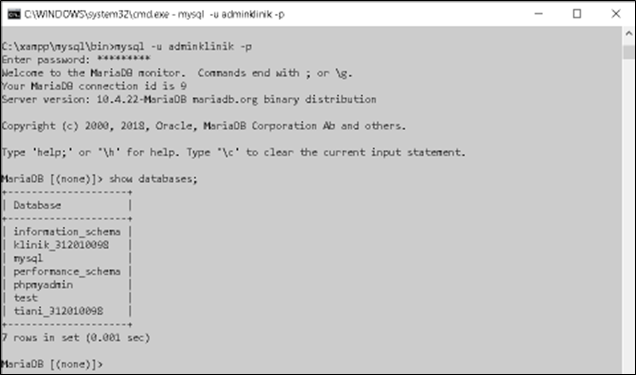 C:\WINDOWS\system32\cmd.exe - mysql -u adminklinik -p
C:\xampp\mysql\bin>mysql -u adminklinik -p
Enter password: *********
Welcome to the MariaDB monitor.  Commands end with ; or \g.
Your MariaDB connection id is 9
Server version: 10.4.22-MariaDB mariadb.org binary distribution
Copyright (c) 2000, 2018, Oracle, MariaDB Corporation Ab and others.
Type 'help;' or '\h' for help. Type '\c' to clear the current input statement.
MariaDB [(none)]> show databases;
+--------------------+
| Database           |
+--------------------+
| information_schema |
| klinik_312010098   |
| mysql              |
| performance_schema |
| phpmyadmin         |
| test               |
| tiani_312010098    |
+--------------------+
7 rows in set (0.001 sec)
MariaDB [(none)]>